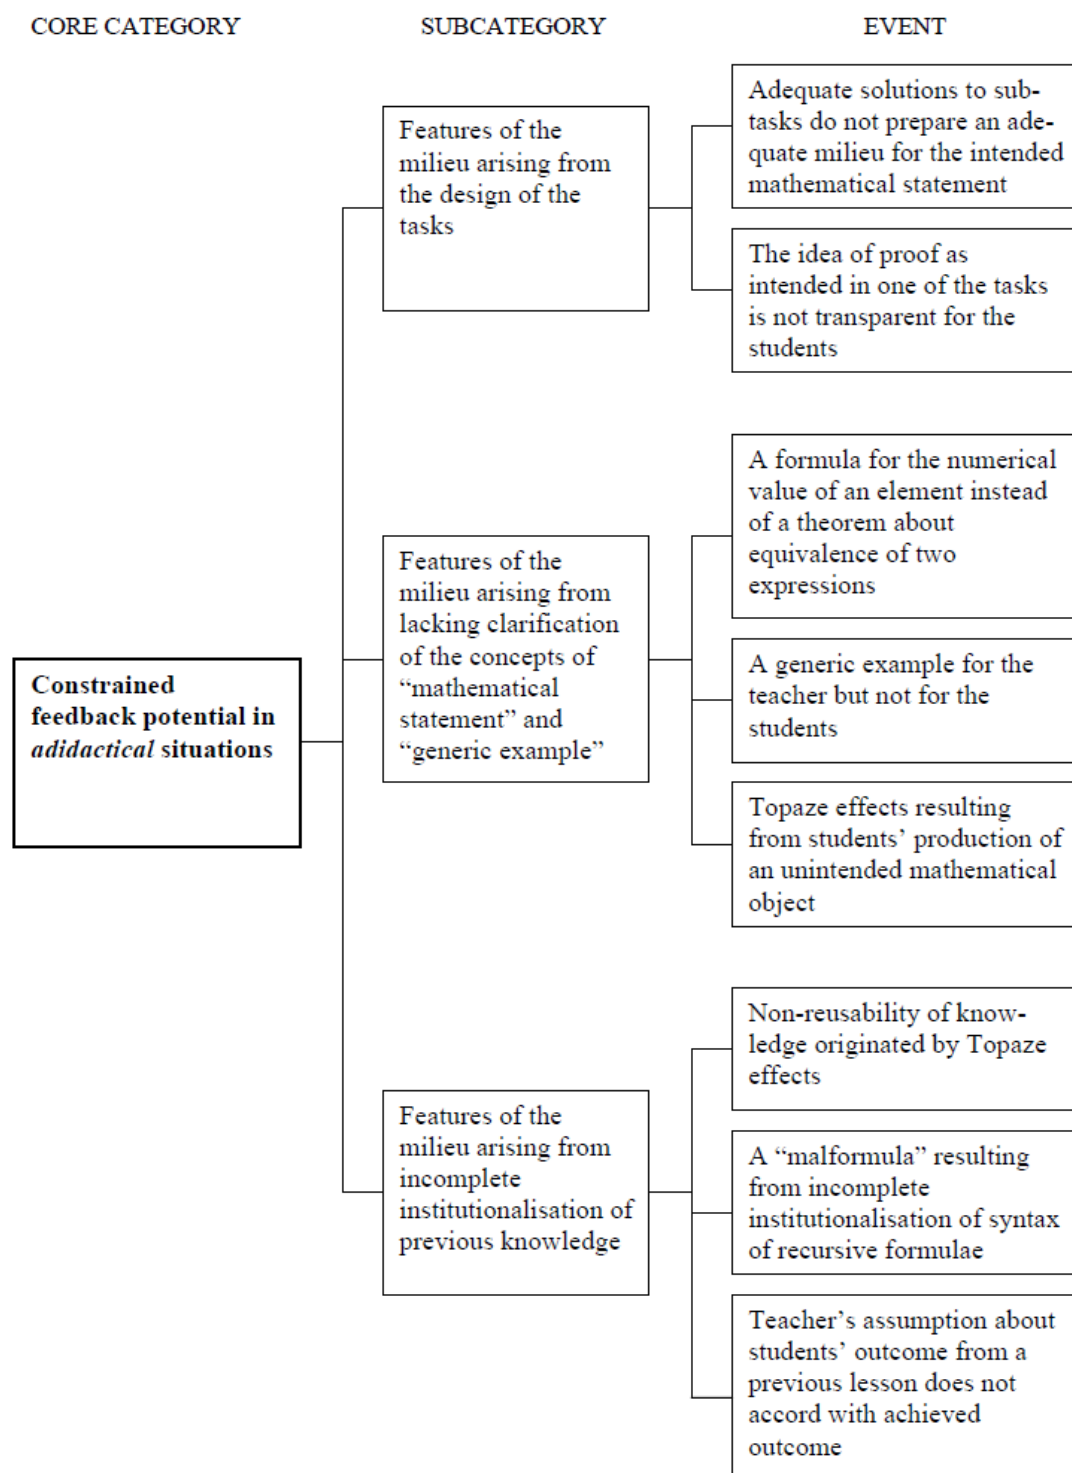 CORE CATEGORY
SUBCATEGORY
EVENT
Constrained
feedback potential in
adidactical situations
Features of the
milieu arising from
the design of the
tasks
Adequate solutions to sub-
tasks do not prepare an ade-
quate milieu for the intended
mathematical statement
The idea of proof as
intended in one of the tasks
is not transparent for the
students
Features of the
milieu arising from
lacking clarification
of the concepts of
“mathematical
statement” and
“generic example”
A formula for the numerical
value of an element instead
of a theorem about
equivalence of two
expressions
A generic example for the
teacher but not for the
students
Topaze effects resulting
from students’ production of
an unintended mathematical
object
Features of the
milieu arising from
incomplete
institutionalisation of
previous knowledge
Non-reusability of know-
ledge originated by Topaze
effects
A “malformula” resulting
from incomplete
institutionalisation of syntax
of recursive formulae
Teacher’s assumption about
students’ outcome from a
previous lesson does not
accord with achieved
outcome